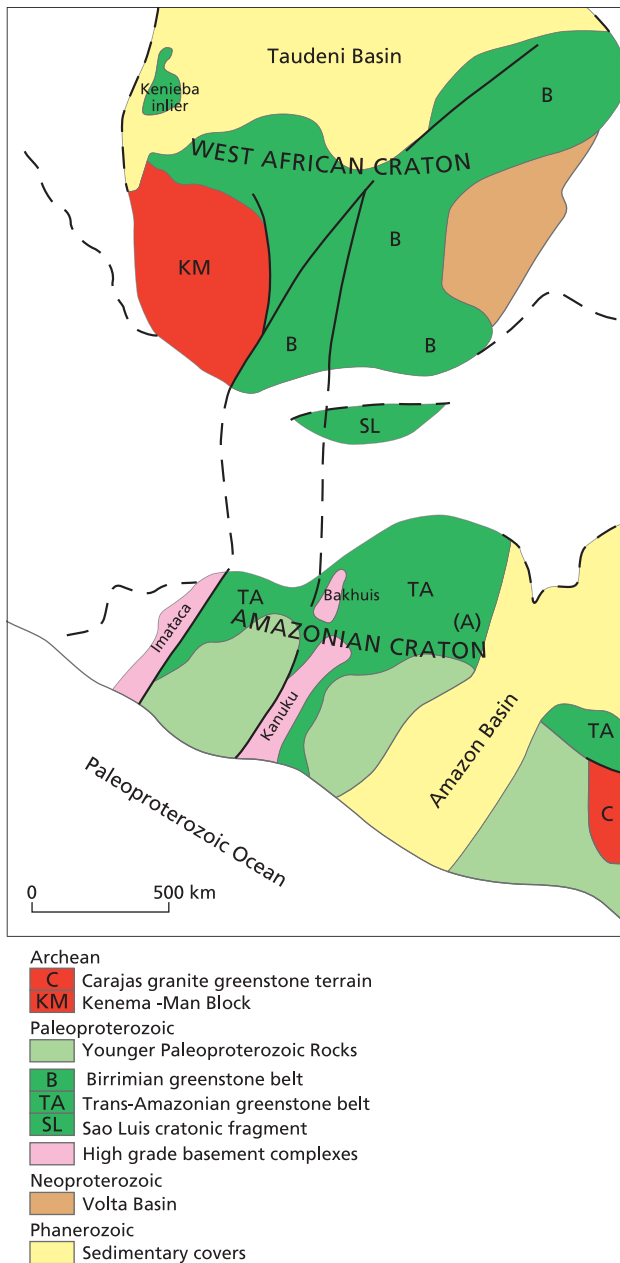 Taudeni Basin
Kenieba
inlier
B
WEST AFRICAN CRATON
KM
B
B
B
SL
Imataca
TA
Bakhuis
TA
(A)
AMAZONIAN CRATON
Kanuku
Amazon Basin
TA
C
Paleoproterozoic Ocean
0 500 km
Archean
C Carajas granite greenstone terrain
KM Kenema -Man Block
Paleoproterozoic
Younger Paleoproterozoic Rocks
B Birrimian greenstone belt
TA Trans-Amazonian greenstone belt
SL Sao Luis cratonic fragment
High grade basement complexes
Neoproterozoic
Volta Basin
Phanerozoic
Sedimentary covers